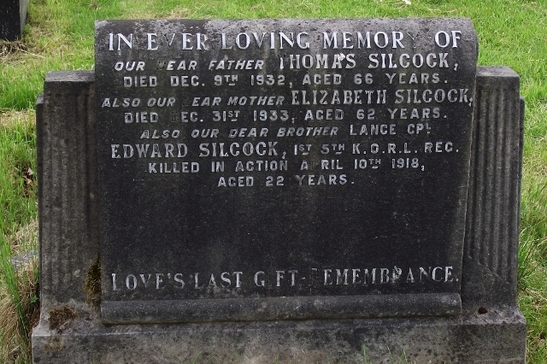 IN EVER LOVING MEMORY OF
OUR DEAR FATHER THOMAS SILCOCK,
DIED DEC. 9TH 1932, AGED 66 YEARS.
ALSO OUR DEAR MOTHER ELIZABETH SILCOCK,
DIED DEC. 31ST 1933, AGED 62 YEARS.
ALSO OUR DEAR BROTHER LANCE CPL
EDWARD SILCOCK, 1ST 5TH K.O.R.L. REG.
KILLED IN ACTION APRIL 10TH 1918,
AGED 22 YEARS.
LOVE'S LAST GIFT-REMEMBRANCE.